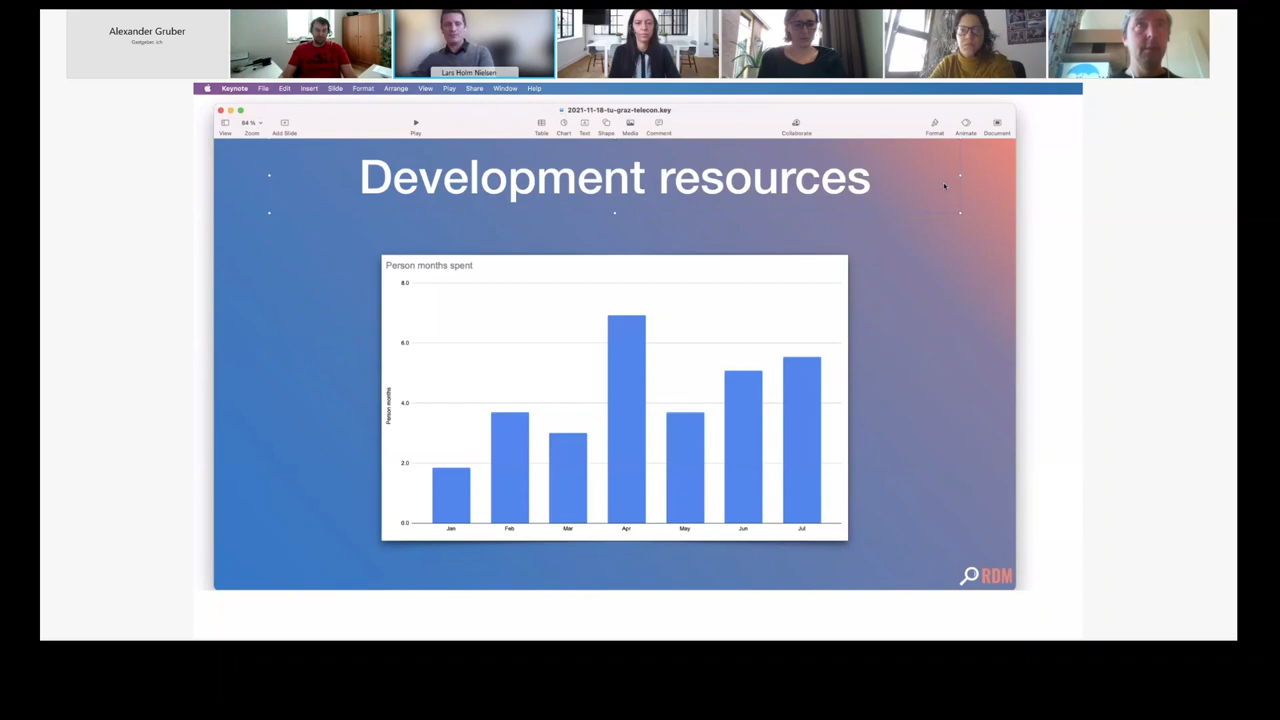 Alexander Gruber
Gastgeber, ich
Lars Holm Nielsen
Keynote File Edit Insert Slide Format Arrange View Play Share Window Help
2021-11-18-tu-graz-telecon.key
84 %
View Zoom Add Slide Play Table Chart Text Shape Media Comment Collaborate Format Animate Document
Development resources
Person months spent
8.0
6.0
4.0
2.0
0.0
Person months
Jan Feb Mar Apr May Jun Jul
RDM